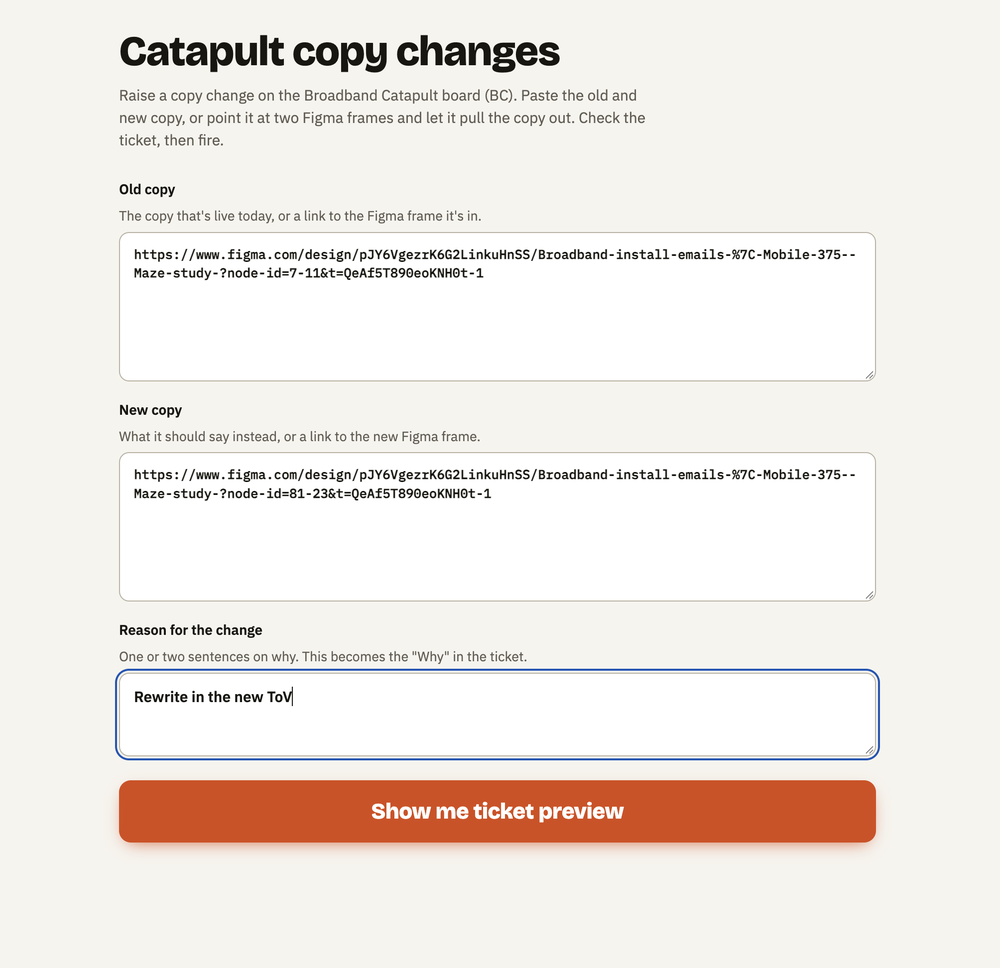 Catapult copy changes
Raise a copy change on the Broadband Catapult board (BC). Paste the old and
new copy, or point it at two Figma frames and let it pull the copy out. Check the
ticket, then fire.
Old copy
The copy that's live today, or a link to the Figma frame it's in.
https://www.figma.com/design/pJY6VgezrK6G2LinkuHnSS/Broadband-install-emails-%7C-Mobile-375--
Maze-study-?node-id=7-11&t=QeAf5T890eoKNH0t-1
New copy
What it should say instead, or a link to the new Figma frame.
https://www.figma.com/design/pJY6VgezrK6G2LinkuHnSS/Broadband-install-emails-%7C-Mobile-375--
Maze-study-?node-id=81-23&t=QeAf5T890eoKNH0t-1
Reason for the change
One or two sentences on why. This becomes the "Why" in the ticket.
Rewrite in the new ToV
Show me ticket preview